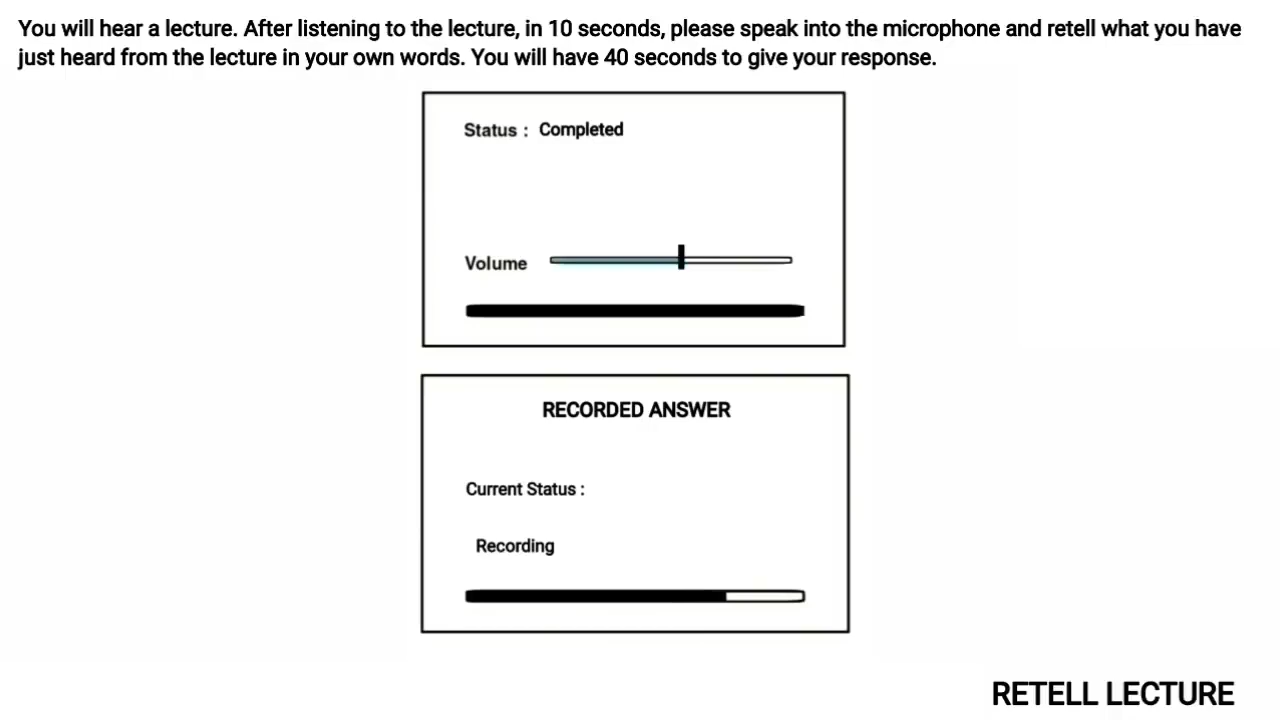 You will hear a lecture. After listening to the lecture, in 10 seconds, please speak into the microphone and retell what you have
just heard from the lecture in your own words. You will have 40 seconds to give your response.
Status : Completed
Volume
RECORDED ANSWER
Current Status :
Recording
RETELL LECTURE